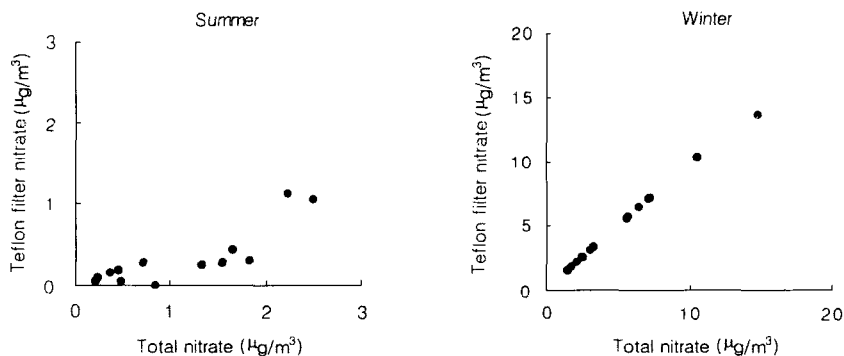 Summer
Teflon filter nitrate (μg/m³)
3
2
1
0
0 1 2 3
Total nitrate (μg/m³)
Winter
Teflon filter nitrate (μg/m³)
20
15
10
5
0
0 10 20
Total nitrate (μg/m³)